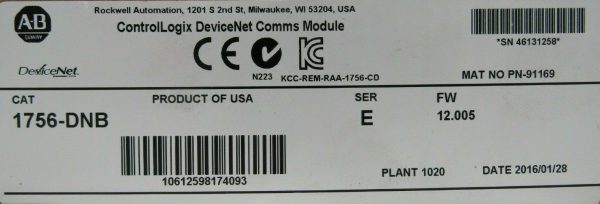 Rockwell Automation, 1201 S 2nd St, Milwaukee, WI 53204, USA
ControlLogix DeviceNet Comms Module
AB
CE
N223 KCC-REM-RAA-1756-CD
*SN 46131258*
DeviceNet
MAT NO PN-91169
CAT PRODUCT OF USA SER FW
1756-DNB E 12.005
10612598174093
PLANT 1020 DATE 2016/01/28